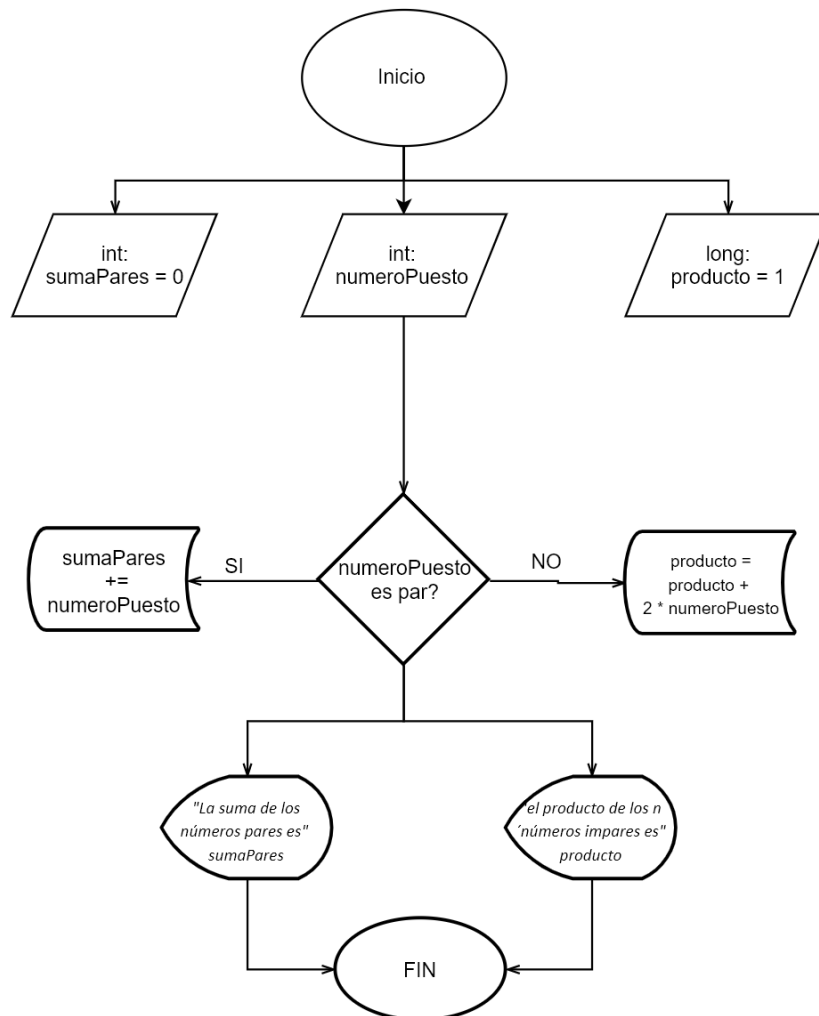 Inicio
int:
sumaPares = 0
int:
numeroPuesto
long:
producto = 1
sumaPares
+=
numeroPuesto
SI
numeroPuesto
es par?
NO
producto =
producto +
2 * numeroPuesto
"La suma de los
números pares es"
sumaPares
"el producto de los n
´números impares es"
producto
FIN